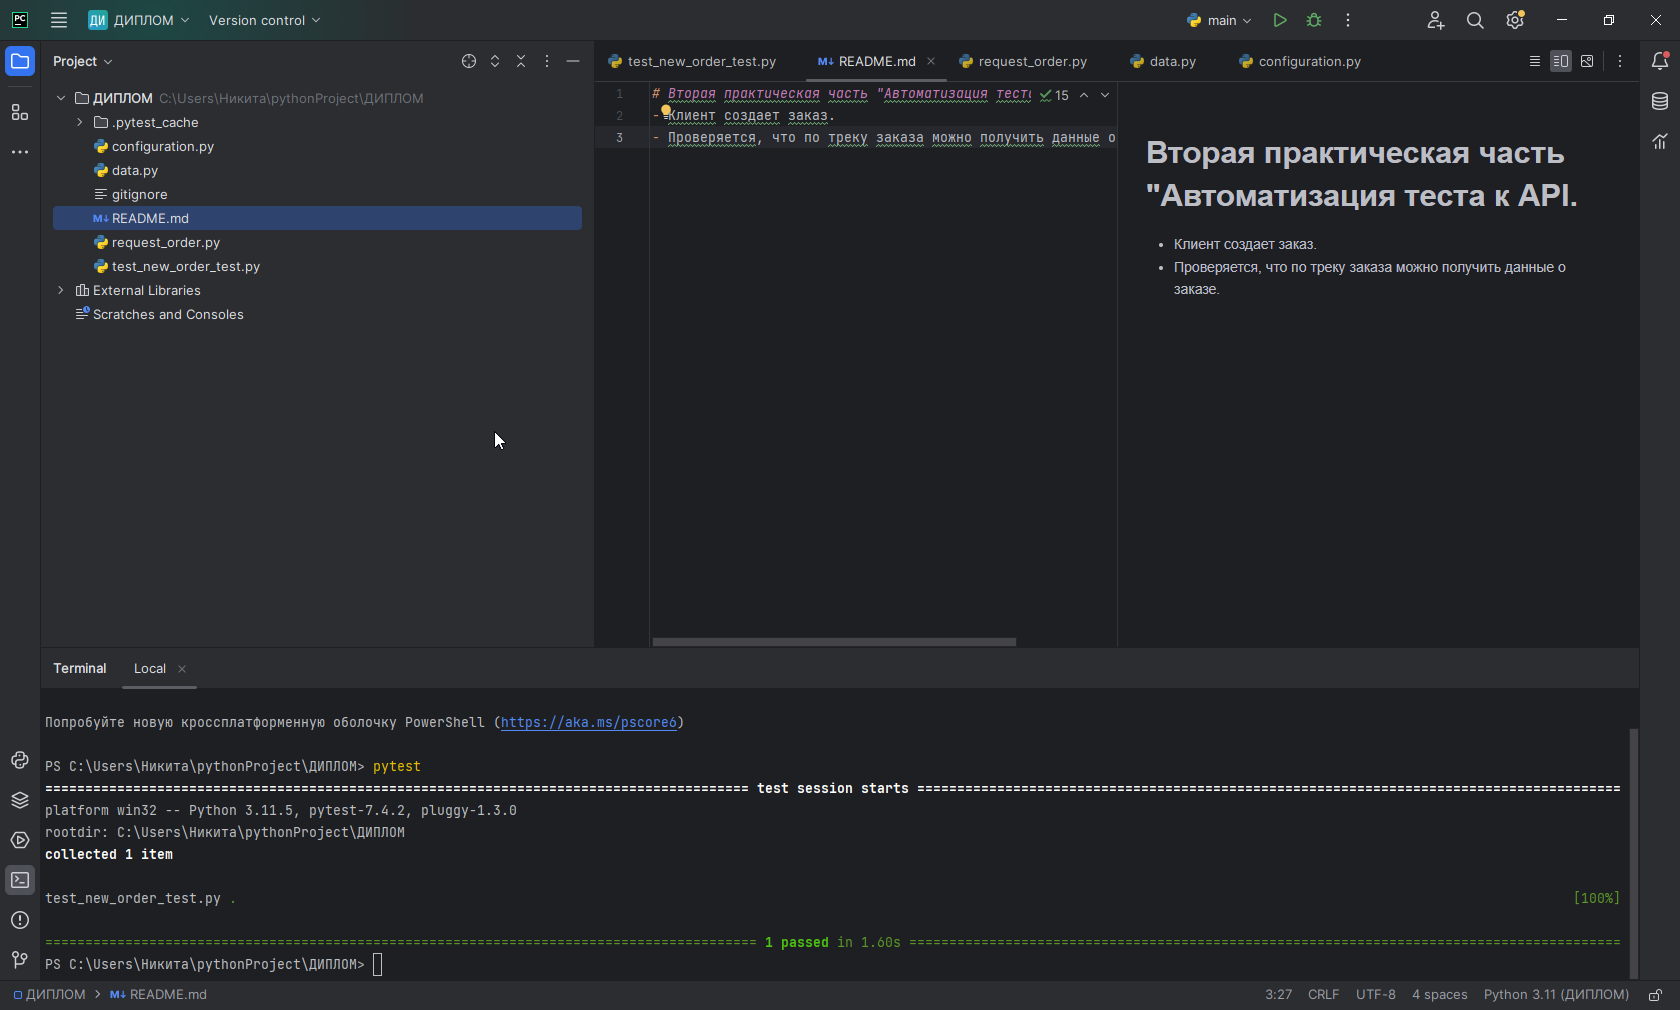 PC ДИ ДИПЛОМ Version control main
Project
ДИПЛОМ C:\Users\Никита\pythonProject\ДИПЛОМ
.pytest_cache
configuration.py
data.py
gitignore
M↓ README.md
request_order.py
test_new_order_test.py
External Libraries
Scratches and Consoles
test_new_order_test.py M↓ README.md request_order.py data.py configuration.py
1 # Вторая практическая часть "Автоматизация тест 15
2 - Клиент создает заказ.
3 - Проверяется, что по треку заказа можно получить данные о
Вторая практическая часть
"Автоматизация теста к API.
• Клиент создает заказ.
• Проверяется, что по треку заказа можно получить данные о
заказе.
Terminal Local
Попробуйте новую кроссплатформенную оболочку PowerShell (https://aka.ms/pscore6)
PS C:\Users\Никита\pythonProject\ДИПЛОМ> pytest
======== test session starts ========
platform win32 -- Python 3.11.5, pytest-7.4.2, pluggy-1.3.0
rootdir: C:\Users\Никита\pythonProject\ДИПЛОМ
collected 1 item
test_new_order_test.py . [100%]
======== 1 passed in 1.60s ========
PS C:\Users\Никита\pythonProject\ДИПЛОМ>
ДИПЛОМ > M↓ README.md 3:27 CRLF UTF-8 4 spaces Python 3.11 (ДИПЛОМ)